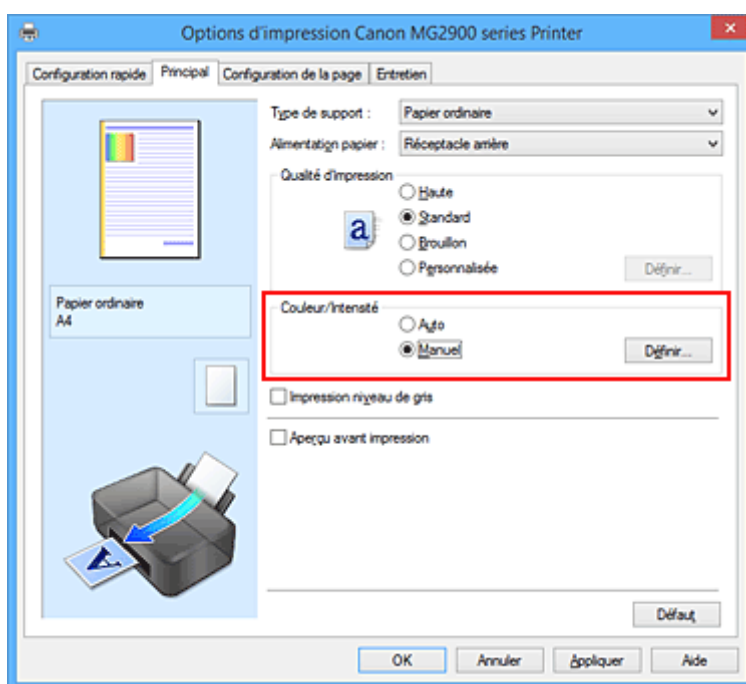 Options d'impression Canon MG2900 series Printer
Configuration rapide Principal Configuration de la page Entretien
Type de support : Papier ordinaire
Alimentation papier : Réceptacle arrière
Qualité d'impression
Haute
a Standard
Brouillon
Personnalisée Définir...
Papier ordinaire
A4
Couleur/Intensité
Auto
Manuel Définir...
Impression niveau de gris
Aperçu avant impression
A
Défaut
OK Annuler Appliquer Aide